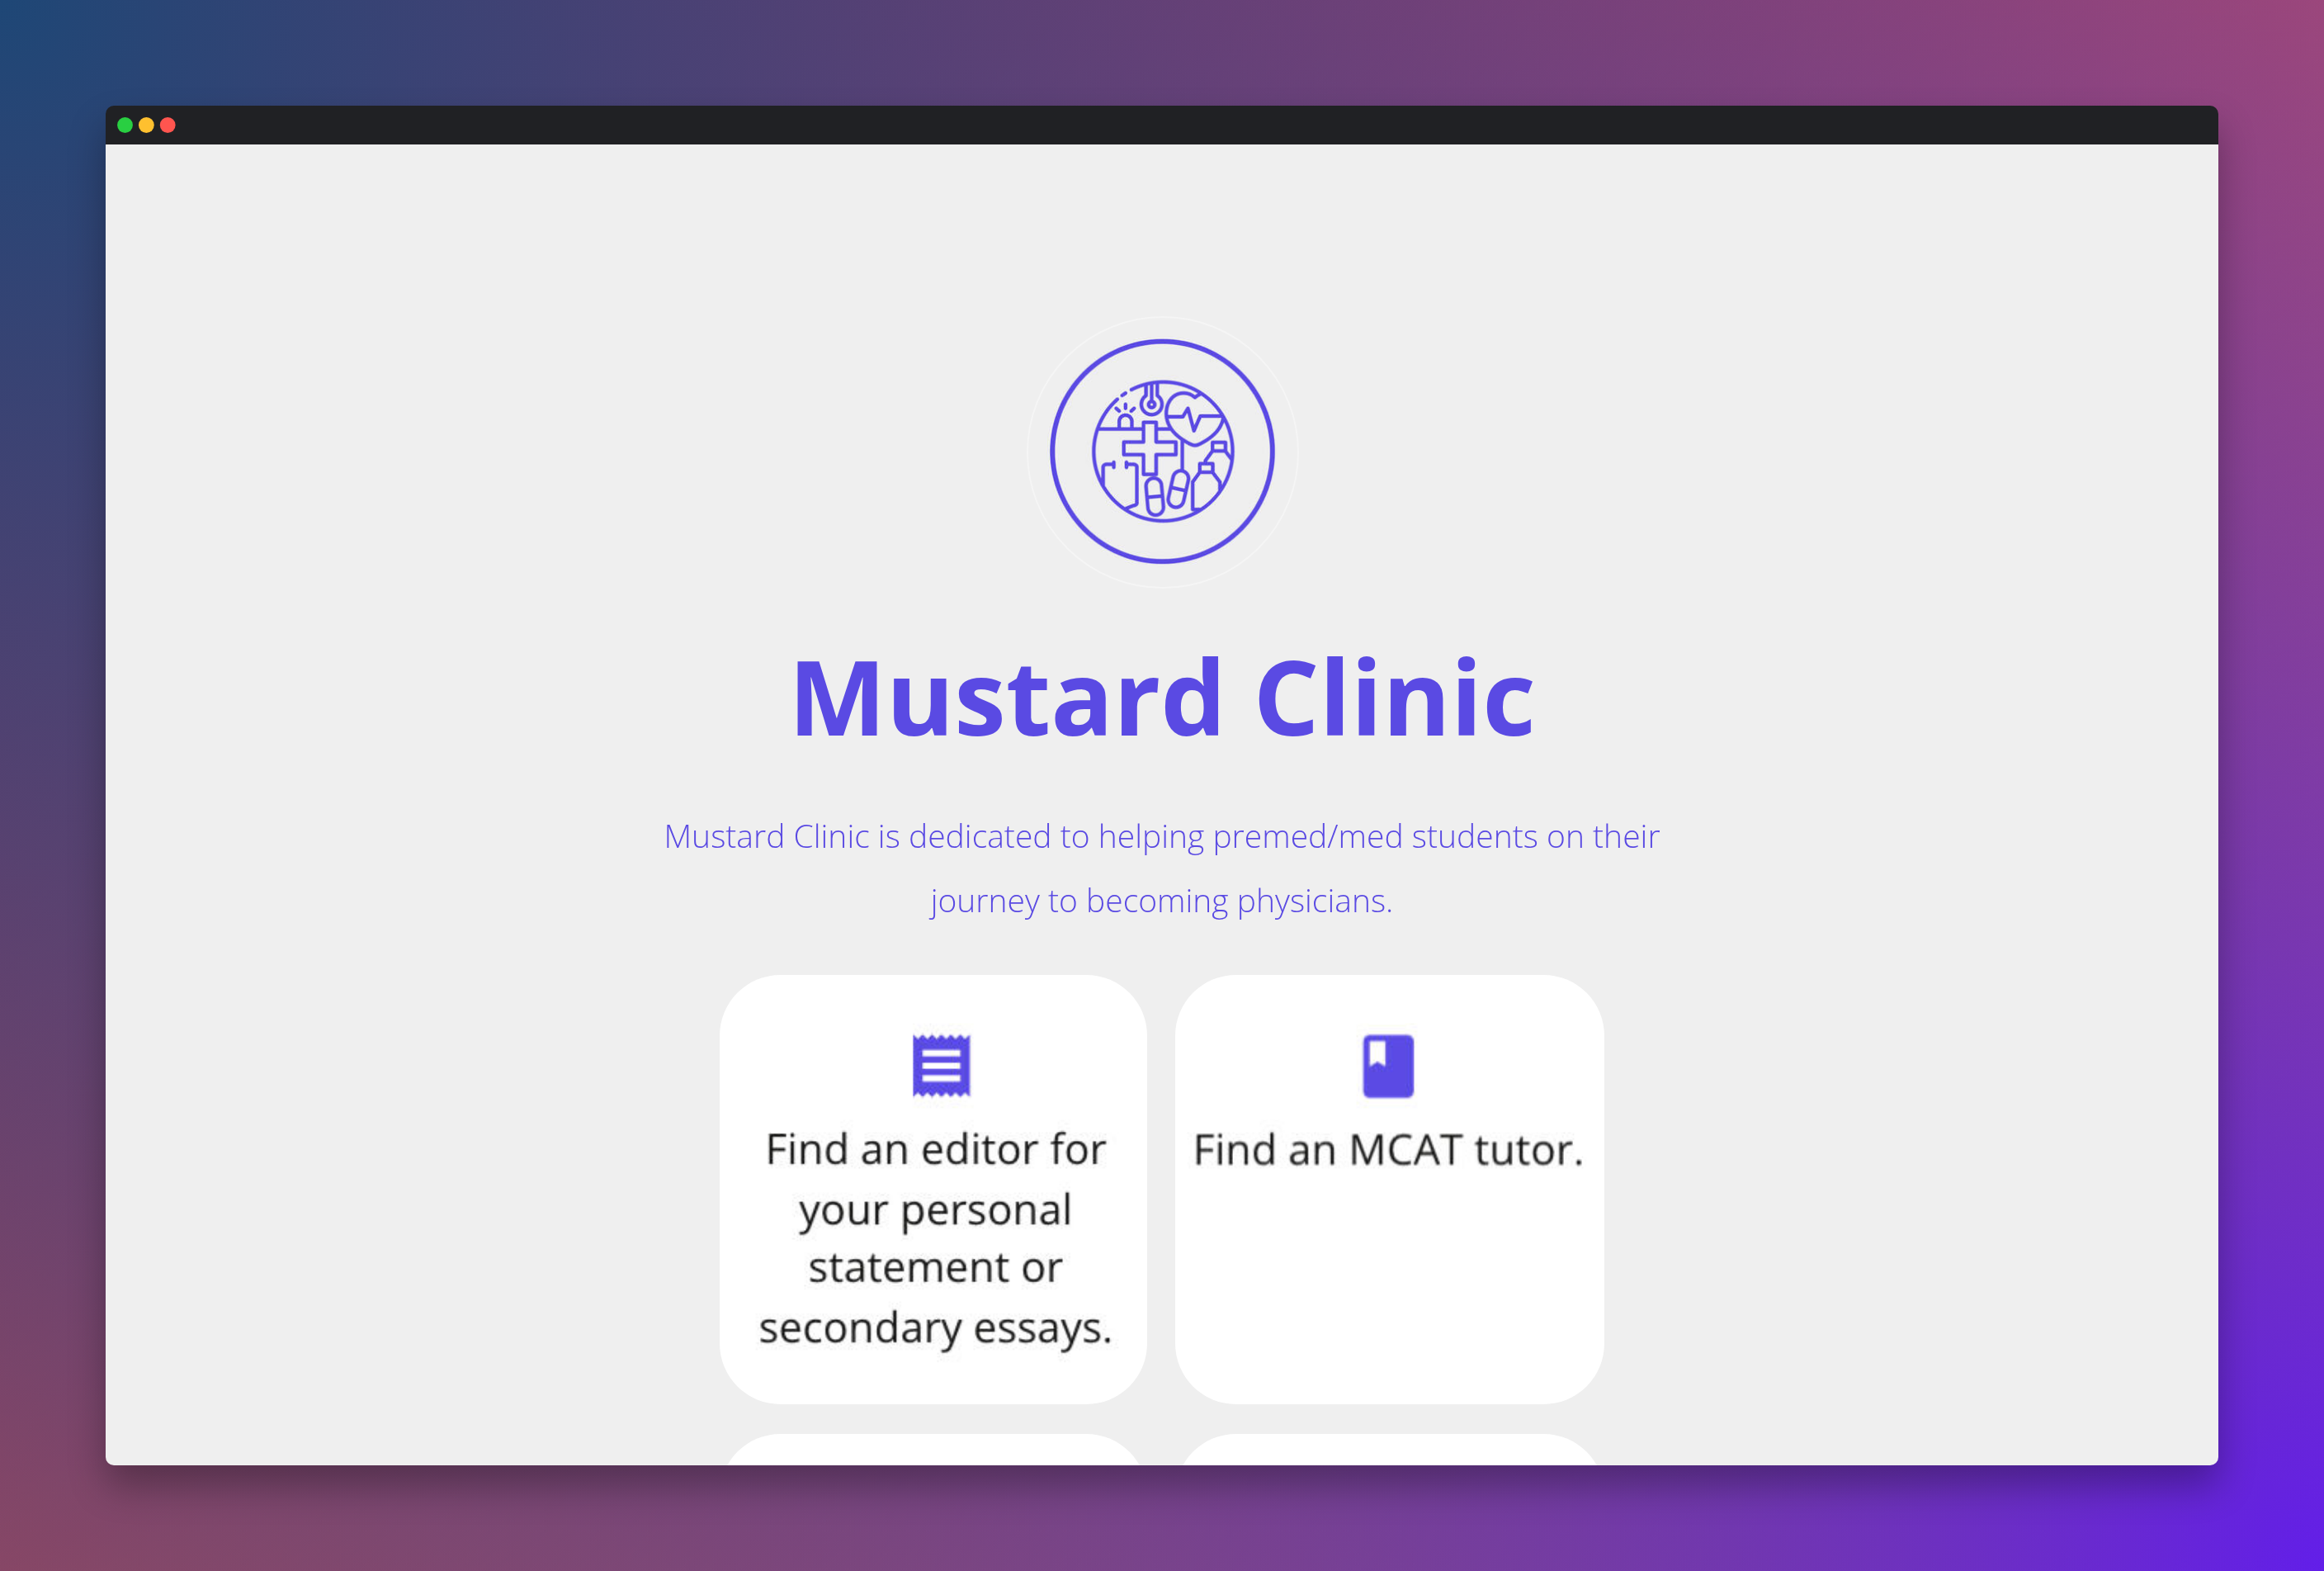 Mustard Clinic
Mustard Clinic is dedicated to helping premed/med students on their
journey to becoming physicians.
Find an editor for
your personal
statement or
secondary essays.
Find an MCAT tutor.